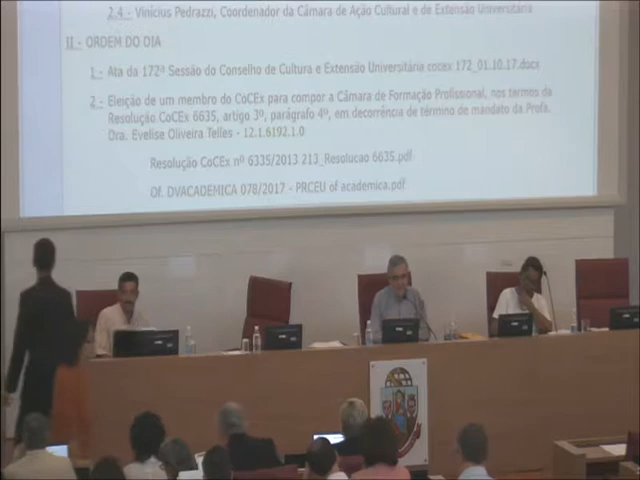 2.4 - Vinicius Pedrazzi, Coordenador da Câmara de Ação Cultural e de Extensão Universitária
II - ORDEM DO DIA
1 - Ata da 172ª Sessão do Conselho de Cultura e Extensão Universitária cocex 172_01.10.17.docx
2 - Eleição de um membro do CoCEx para compor a Câmara de Formação Profissional, nos termos da
Resolução CoCEx 6635, artigo 3º, parágrafo 4º, em decorrência de término de mandato da Profa.
Dra. Evelise Oliveira Telles - 12.1.6192.1.0
Resolução CoCEx nº 6335/2013 213_Resolucao 6635.pdf
Of. DVACADEMICA 078/2017 - PRCEU of academica.pdf